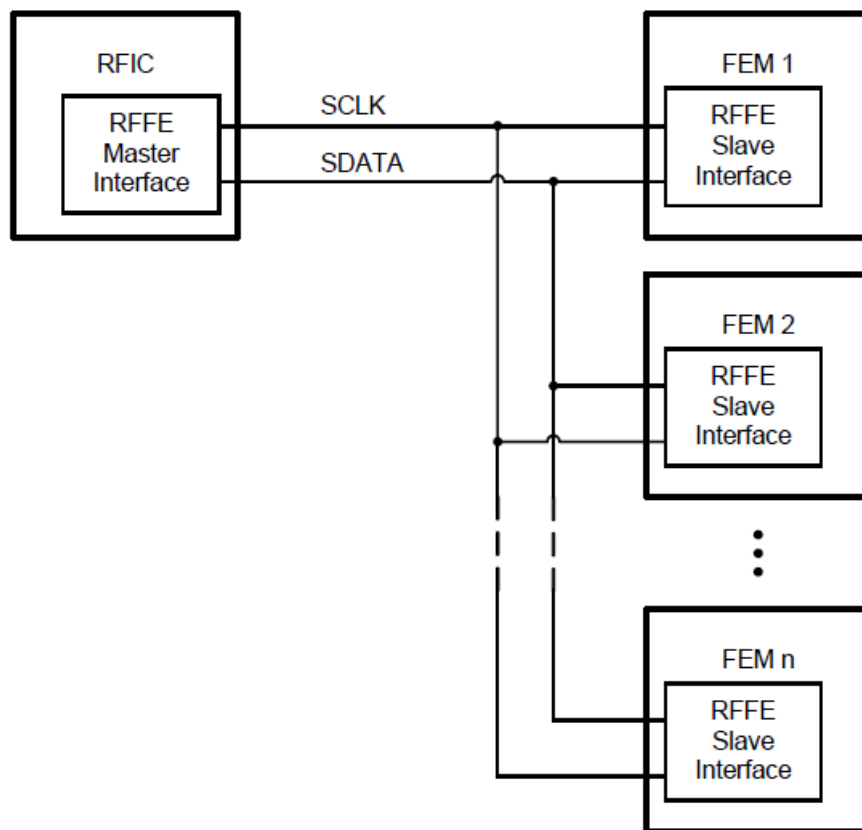 RFIC
RFFE
Master
Interface
SCLK
SDATA
FEM 1
RFFE
Slave
Interface
FEM 2
RFFE
Slave
Interface
FEM n
RFFE
Slave
Interface